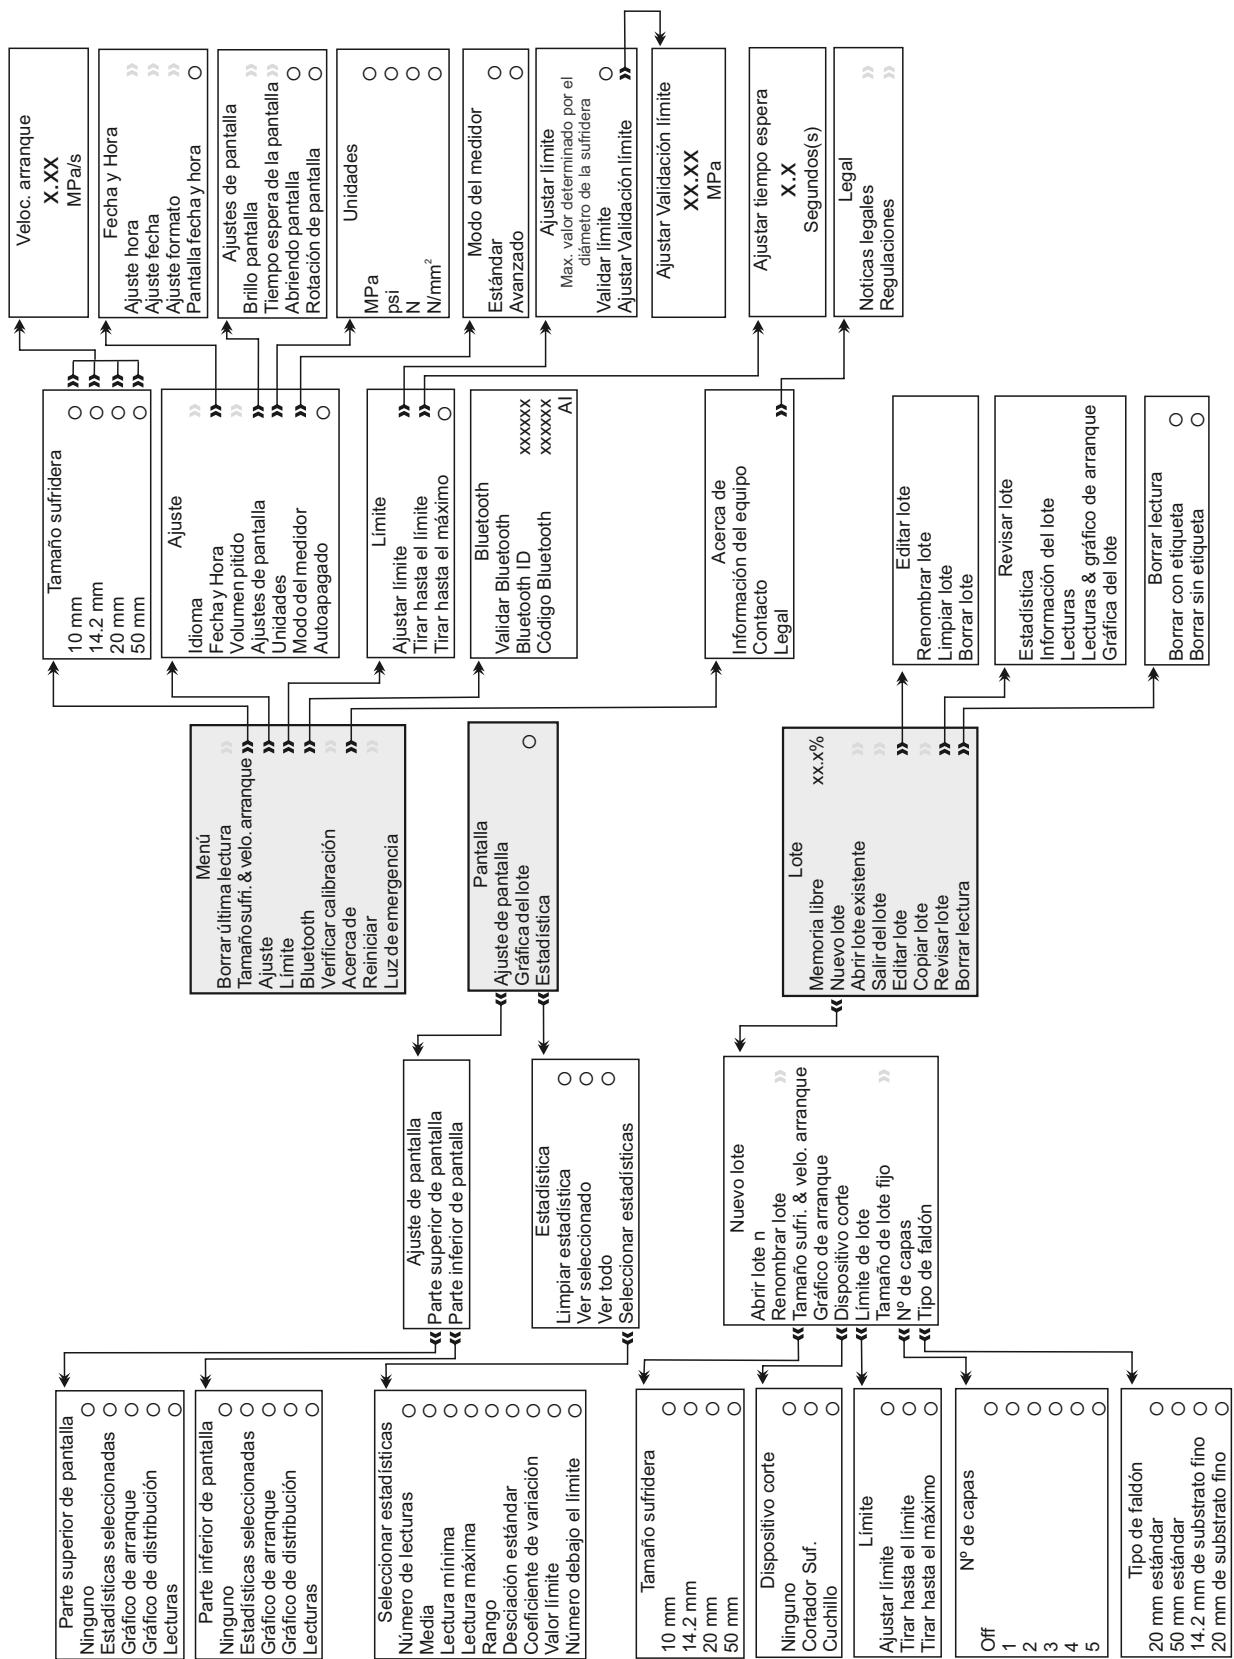 Parte superior de pantalla
Ninguno
Estadísticas seleccionadas
Gráfico de arranque
Gráfico de distribución
Lecturas
Parte inferior de pantalla
Ninguno
Estadísticas seleccionadas
Gráfico de arranque
Gráfico de distribución
Lecturas
Seleccionar estadísticas
Número de lecturas
Media
Lectura mínima
Lectura máxima
Rango
Desciación estándar
Coeficiente de variación
Valor límite
Número debajo el límite
Tamaño sufridera
10 mm
14.2 mm
20 mm
50 mm
Dispositivo corte
Ninguno
Cortador Suf.
Cuchillo
Límite
Ajustar límite
Tirar hasta el límite
Tirar hasta el máximo
Nº de capas
Off
1
2
3
4
5
Tipo de faldón
20 mm estándar
50 mm estándar
14.2 mm de substrato fino
20 mm de substrato fino
Ajuste de pantalla
Parte superior de pantalla
Parte inferior de pantalla
Estadística
Limpiar estadística
Ver seleccionado
Ver todo
Seleccionar estadísticas
Nuevo lote
Abrir lote n
Renombrar lote
Tamaño sufri. & velo. arranque
Gráfico de arranque
Dispositivo corte
Límite de lote
Tamaño de lote fijo
Nº de capas
Tipo de faldón
Menú
Borrar última lectura
Tamaño sufri. & velo. arranque
Ajuste
Límite
Bluetooth
Verificar calibración
Acerca de
Reiniciar
Luz de emergencia
Pantalla
Ajuste de pantalla
Gráfica del lote
Estadística
Lote
Memoria libre xx.x%
Nuevo lote
Abrir lote existente
Salir del lote
Editar lote
Copiar lote
Revisar lote
Borrar lectura
Tamaño sufridera
10 mm
14.2 mm
20 mm
50 mm
Ajuste
Idioma
Fecha y Hora
Volumen pitido
Ajustes de pantalla
Unidades
Modo del medidor
Autoapagado
Límite
Ajustar límite
Tirar hasta el límite
Tirar hasta el máximo
Bluetooth
Validar Bluetooth
Bluetooth ID xxxxxx
Código Bluetooth xxxxxx
AI
Acerca de
Información del equipo
Contacto
Legal
Editar lote
Renombrar lote
Limpiar lote
Borrar lote
Revisar lote
Estadística
Información del lote
Lecturas
Lecturas & gráfico de arranque
Gráfica del lote
Borrar lectura
Borrar con etiqueta
Borrar sin etiqueta
Veloc. arranque
X.XX
MPa/s
Fecha y Hora
Ajuste hora
Ajuste fecha
Ajuste formato
Pantalla fecha y hora
Ajustes de pantalla
Brillo pantalla
Tiempo espera de la pantalla
Abriendo pantalla
Rotación de pantalla
Unidades
MPa
psi
N
N/mm²
Modo del medidor
Estándar
Avanzado
Ajustar límite
Max. valor determinado por el
diámetro de la sufridera
Validar límite
Ajustar Validación límite
Ajustar Validación límite
XX.XX
MPa
Ajustar tiempo espera
X.X
Segundos(s)
Legal
Noticas legales
Regulaciones